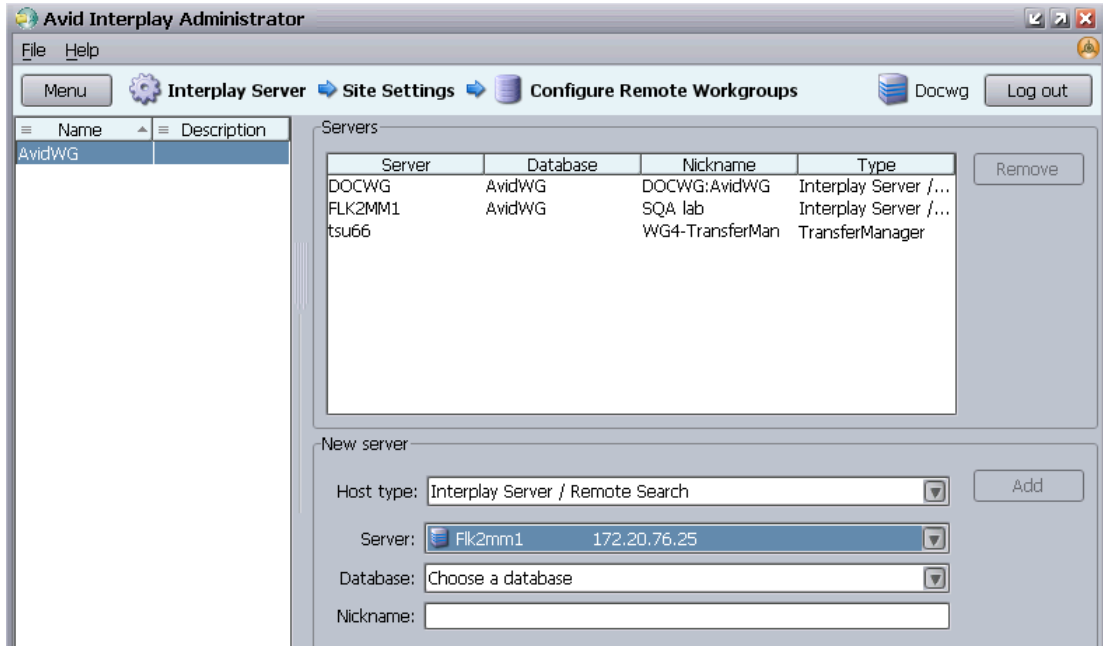 Avid Interplay Administrator
File Help
Menu Interplay Server Site Settings Configure Remote Workgroups Docwg Log out
Name Description
AvidWG
Servers
Server Database Nickname Type
DOCWG AvidWG DOCWG:AvidWG Interplay Server /...
FLK2MM1 AvidWG SQA lab Interplay Server /...
tsu66 WG4-TransferMan TransferManager
Remove
New server
Host type: Interplay Server / Remote Search
Add
Server: Flk2mm1 172.20.76.25
Database: Choose a database
Nickname: